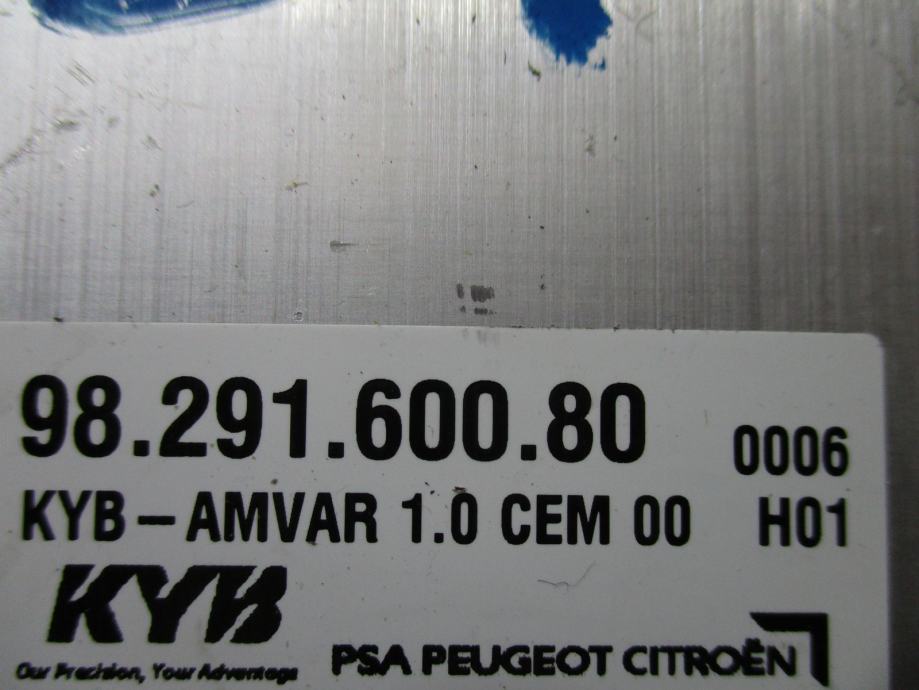 98.291.600.80 0006
KYB-AMVAR 1.0 CEM 00 H01
KYB
Our Precision, Your Advantage
PSA PEUGEOT CITROËN